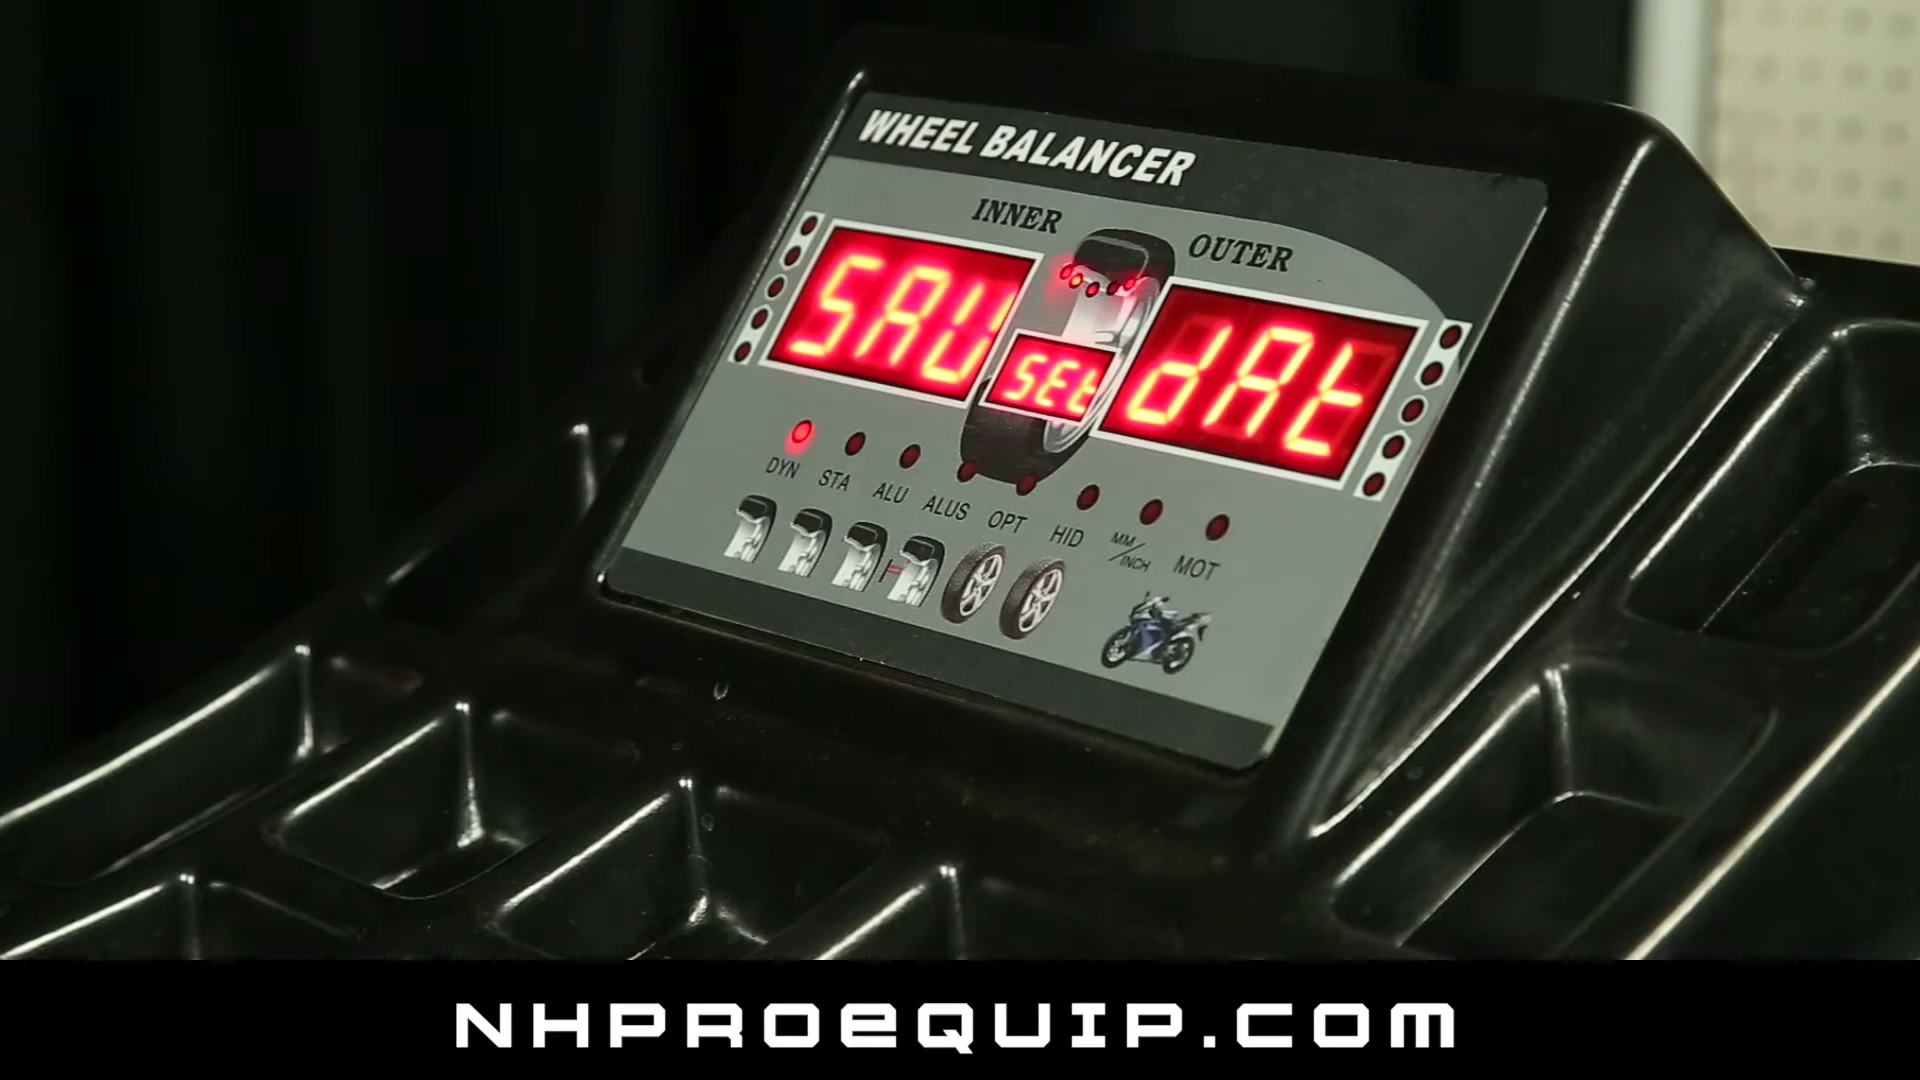 WHEEL BALANCER
INNER
OUTER
SAU
SEt
dAt
DYN
STA
ALU
ALUS
OPT
HID
MM/INCH
MOT
NHPROEQUIP.COM